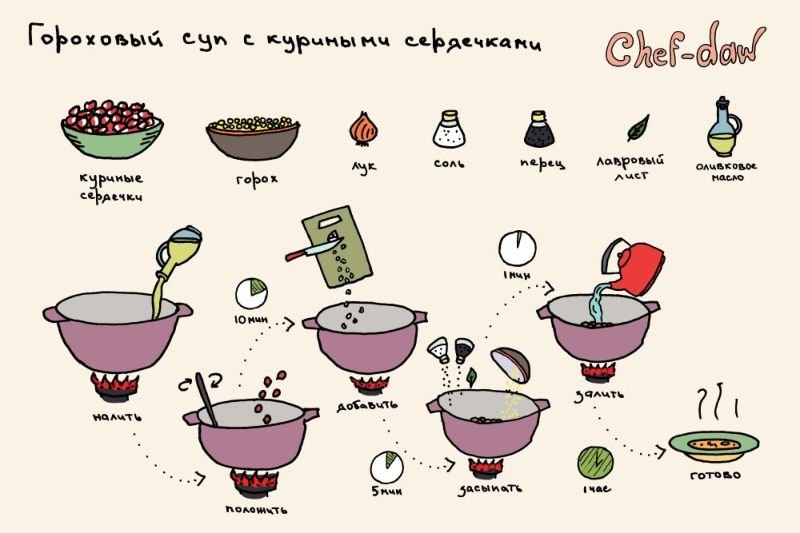 Гороховый суп с куриными сердечками
Chef-daw
куриные
сердечки
горох
лук
соль
перец
лавровый
лист
оливковое
масло
налить
положить
10 мин
добавить
5 мин
засыпать
1 мин
залить
1 час
готово